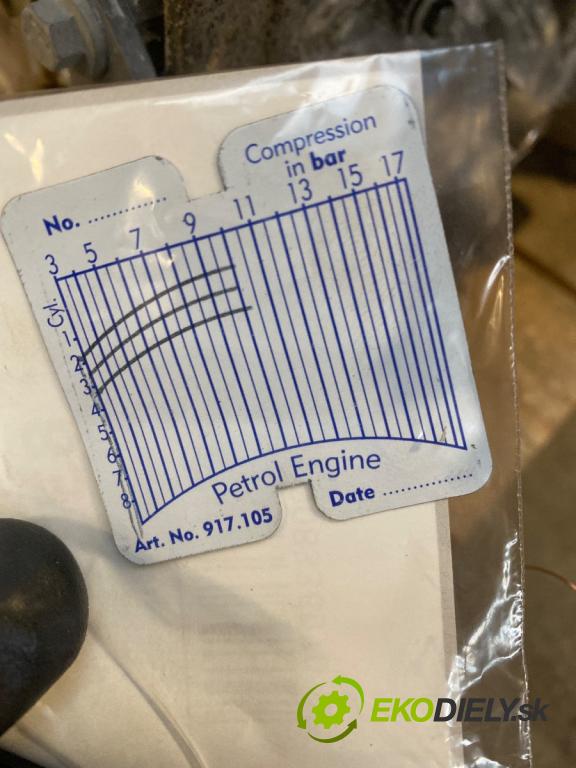 Compression
in bar
No. ..............
3 5 7 9 11 13 15 17
Cyl.
1
2
3
4
5
6
7
8
Petrol Engine
Art. No. 917.105
Date ..................
EKODIELY.sk